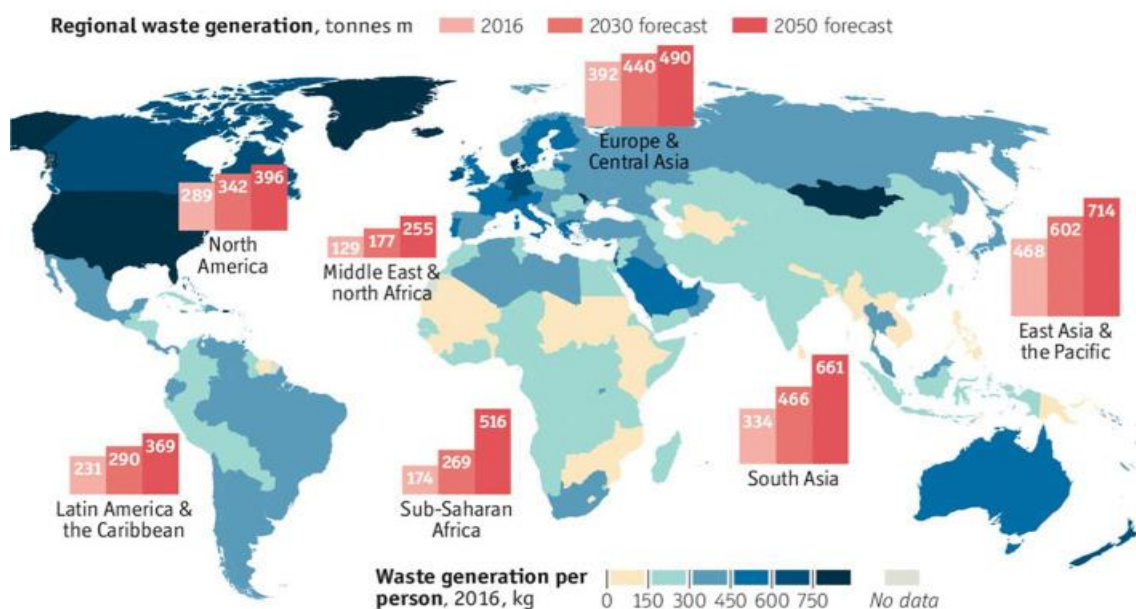 Regional waste generation, tonnes m 2016 2030 forecast 2050 forecast
392 440 490
Europe &
Central Asia
289 342 396
North
America
129 177 255
Middle East &
north Africa
468 602 714
East Asia &
the Pacific
334 466 661
South Asia
231 290 369
Latin America &
the Caribbean
174 269 516
Sub-Saharan
Africa
Waste generation per
person, 2016, kg
0 150 300 450 600 750
No data